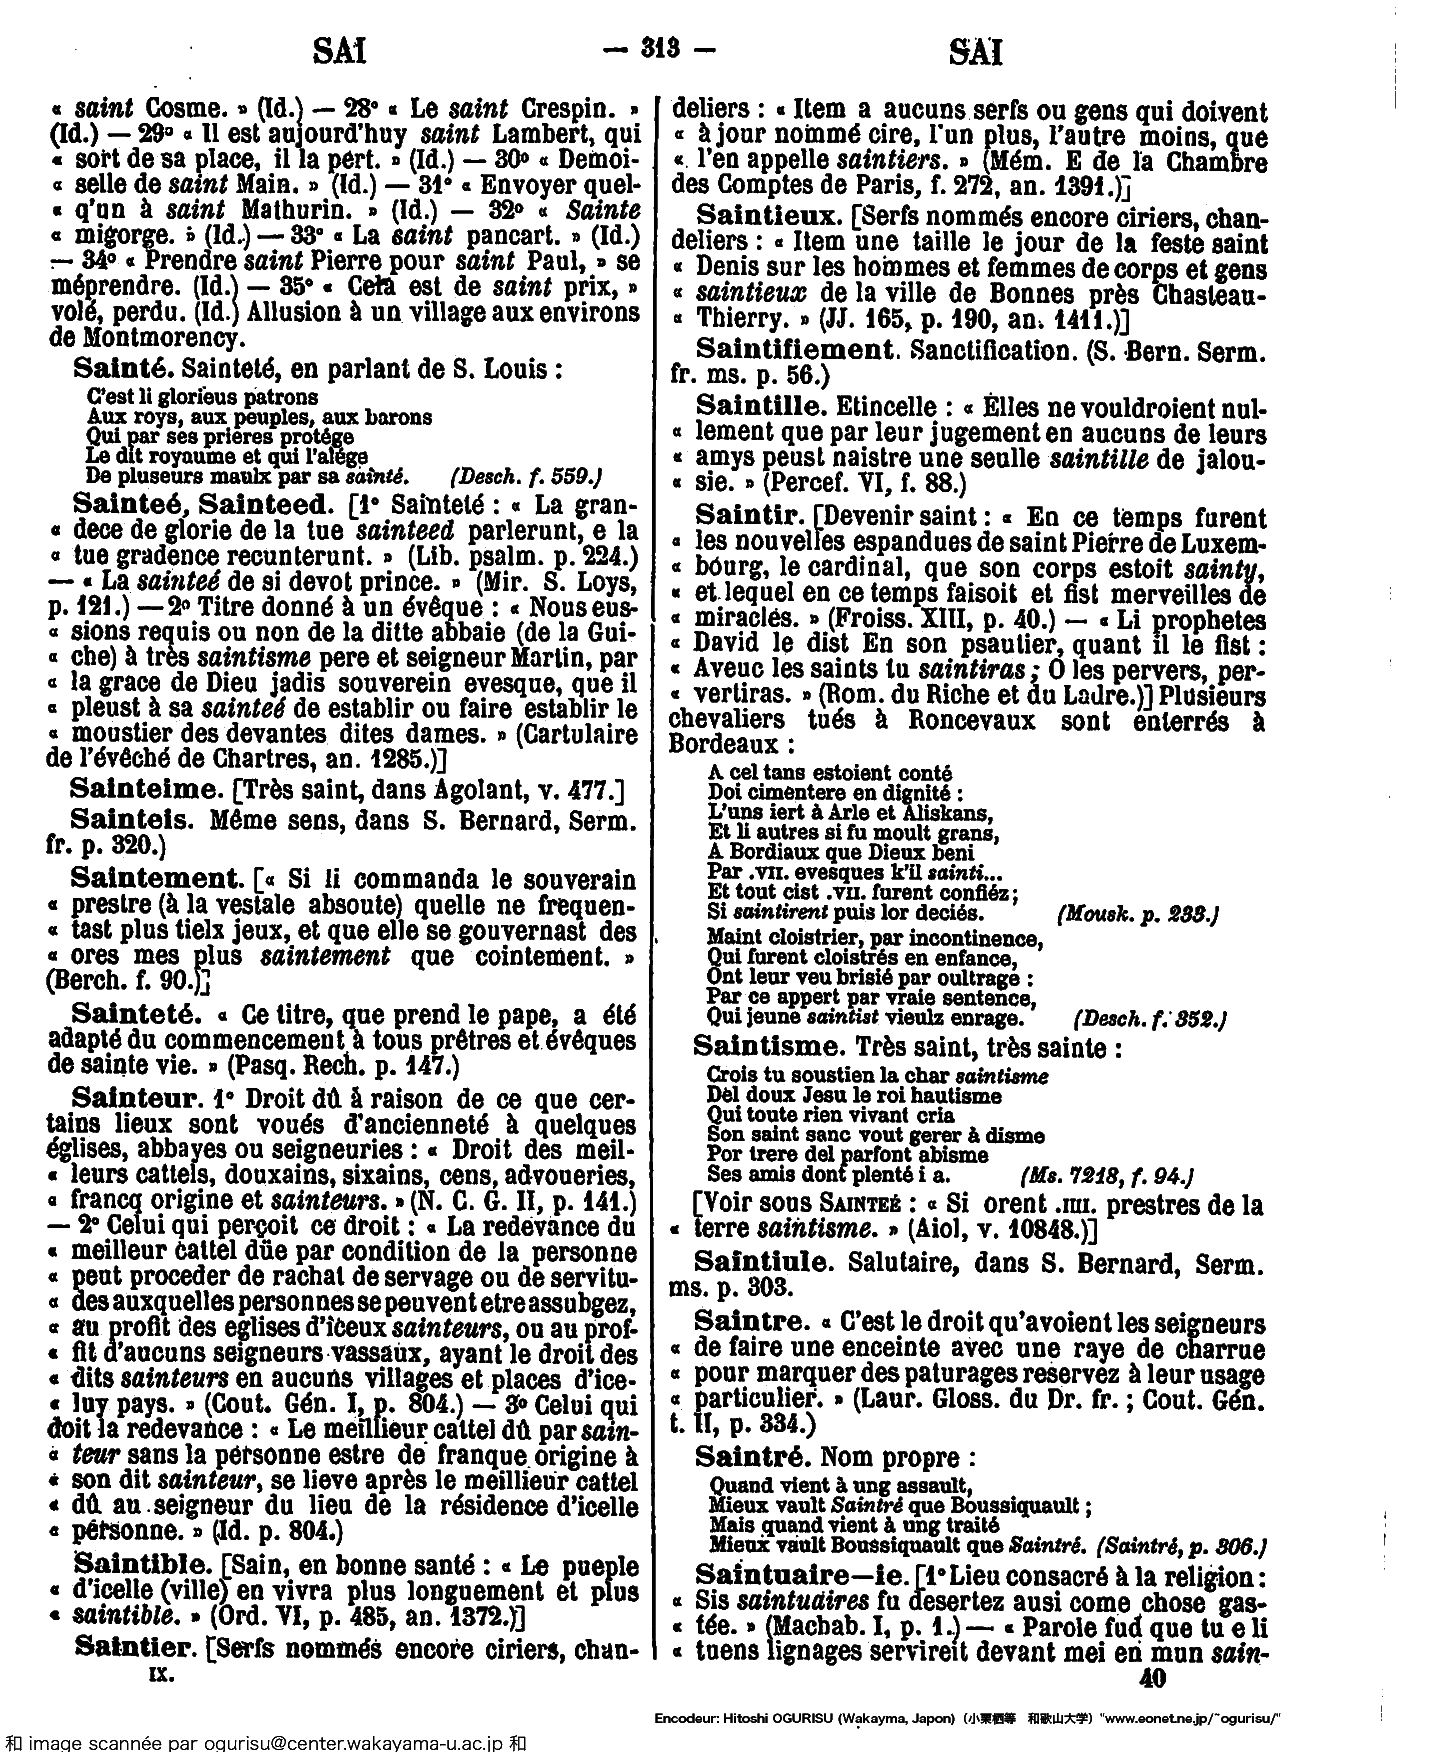 SAI — 313 — SAI
« saint Cosme. » (Id.) — 28° « Le saint Crespin. »
(Id.) — 29° « Il est aujourd'huy saint Lambert, qui
« sort de sa place, il la pert. » (Id.) — 30° « Demoi-
« selle de saint Main. » (Id.) — 31° « Envoyer quel-
« q'un à saint Mathurin. » (Id.) — 32° « Sainte
« migorge. » (Id.) — 33° « La saint pancart. » (Id.)
— 34° « Prendre saint Pierre pour saint Paul, » se
méprendre. (Id.) — 35° « Cela est de saint prix, »
volé, perdu. (Id.) Allusion à un village aux environs
de Montmorency.
Sainté. Sainteté, en parlant de S. Louis :
C'est li glorieus patrons
Aux roys, aux peuples, aux barons
Qui par ses prieres protége
Le dit royaume et qui l'alége
De pluseurs maulx par sa sainté. (Desch. f. 559.)
Sainteé, Sainteed. [1° Sainteté : « La gran-
« dece de glorie de la tue sainteed parlerunt, e la
« tue gradence recunterunt. » (Lib. psalm. p. 224.)
— « La sainteé de si devot prince. » (Mir. S. Loys,
p. 121.) — 2° Titre donné à un évêque : « Nous eus-
« sions requis ou non de la ditte abbaie (de la Gui-
« che) à très saintisme pere et seigneur Martin, par
« la grace de Dieu jadis souverein evesque, que il
« pleust à sa sainteé de establir ou faire establir le
« moustier des devantes dites dames. » (Cartulaire
de l'évêché de Chartres, an. 1285.)]
Sainteime. [Très saint, dans Agolant, v. 477.]
Sainteis. Même sens, dans S. Bernard, Serm.
fr. p. 320.)
Saintement. [« Si li commanda le souverain
« prestre (à la vestale absoute) quelle ne frequen-
« tast plus tielx jeux, et que elle se gouvernast des
« ores mes plus saintement que cointement. »
(Berch. f. 90.)]
Sainteté. « Ce titre, que prend le pape, a été
adapté du commencement à tous prêtres et évêques
de sainte vie. » (Pasq. Rech. p. 147.)
Sainteur. 1° Droit dû à raison de ce que cer-
tains lieux sont voués d'ancienneté à quelques
églises, abbayes ou seigneuries : « Droit des meil-
« leurs cattels, douxains, sixains, cens, advoueries,
« francq origine et sainteurs. » (N. C. G. II, p. 141.)
— 2° Celui qui perçoit ce droit : « La redevance du
« meilleur cattel düe par condition de la personne
« peut proceder de rachat de servage ou de servitu-
« des auxquelles personnes se peuvent etre assubgez,
« au profit des eglises d'iceux sainteurs, ou au prof-
« fit d'aucuns seigneurs vassaux, ayant le droit des
« dits sainteurs en aucuns villages et places d'ice-
« luy pays. » (Cout. Gén. I, p. 804.) — 3° Celui qui
doit la redevance : « Le meillieur cattel dû par sain-
« teur sans la personne estre de franque origine à
« son dit sainteur, se lieve après le meillieur cattel
« dû au seigneur du lieu de la résidence d'icelle
« personne. » (Id. p. 804.)
Saintible. [Sain, en bonne santé : « Le pueple
« d'icelle (ville) en vivra plus longuement et plus
« saintible. » (Ord. VI, p. 485, an. 1372.)]
Saintier. [Serfs nommés encore ciriers, chan-
IX.
deliers : « Item a aucuns serfs ou gens qui doivent
« à jour nommé cire, l'un plus, l'autre moins, que
« l'en appelle saintiers. » (Mém. E de la Chambre
des Comptes de Paris, f. 272, an. 1391.)]
Saintieux. [Serfs nommés encore ciriers, chan-
deliers : « Item une taille le jour de la feste saint
« Denis sur les hommes et femmes de corps et gens
« saintieux de la ville de Bonnes près Chasteau-
« Thierry. » (JJ. 165, p. 190, an. 1411.)]
Saintifiement. Sanctification. (S. Bern. Serm.
fr. ms. p. 56.)
Saintille. Etincelle : « Elles ne vouldroient nul-
« lement que par leur jugement en aucuns de leurs
« amys peust naistre une seulle saintille de jalou-
« sie. » (Percef. VI, f. 88.)
Saintir. [Devenir saint : « En ce temps furent
« les nouvelles espandues de saint Pierre de Luxem-
« bourg, le cardinal, que son corps estoit sainty,
« et lequel en ce temps faisoit et fist merveilles de
« miraclés. » (Froiss. XIII, p. 40.) — « Li prophetes
« David le dist En son psautier, quant il le fist :
« Aveuc les saints tu saintiras ; O les pervers, per-
« vertiras. » (Rom. du Riche et du Ladre.)] Plusieurs
chevaliers tués à Roncevaux sont enterrés à
Bordeaux :
A cel tans estoient conté
Doi cimentere en dignité :
L'uns iert à Arle et Aliskans,
Et li autres si fu moult grans,
A Bordiaux que Dieux beni
Par .VII. evesques k'il sainti...
Et tout cist .VII. furent confiéz ;
Si saintirent puis lor deciés. (Mousk. p. 233.)
Maint cloistrier, par incontinence,
Qui furent cloistrés en enfance,
Ont leur veu brisié par oultrage :
Par ce appert par vraie sentence,
Qui jeune saintist vieulz enrage. (Desch. f. 352.)
Saintisme. Très saint, très sainte :
Crois tu soustien la char saintisme
Del doux Jesu le roi hautisme
Qui toute rien vivant cria
Son saint sanc vout gerer à disme
Por trere del parfont abisme
Ses amis dont plenté i a. (Ms. 7218, f. 94.)
[Voir sous SAINTEÉ : « Si orent .IIII. prestres de la
« terre saintisme. » (Aiol, v. 10848.)]
Saintiule. Salutaire, dans S. Bernard, Serm.
ms. p. 303.
Saintre. « C'est le droit qu'avoient les seigneurs
« de faire une enceinte avec une raye de charrue
« pour marquer des paturages reservez à leur usage
« particulier. » (Laur. Gloss. du Dr. fr. ; Cout. Gén.
t. II, p. 334.)
Saintré. Nom propre :
Quand vient à ung assault,
Mieux vault Saintré que Boussiquault ;
Mais quand vient à ung traité
Mieux vault Boussiquault que Saintré. (Saintré, p. 306.)
Saintuaire—ie. [1° Lieu consacré à la religion :
« Sis saintuaires fu desertez ausi come chose gas-
« tée. » (Machab. I, p. 1.) — « Parole fud que tu e li
« tuens lignages servireit devant mei en mun sain-
40
Encodeur: Hitoshi OGURISU (Wakayma, Japon) (小栗栖等 和歌山大学) "www.eonet.ne.jp/~ogurisu/"
和 image scannée par ogurisu@center.wakayama-u.ac.jp 和